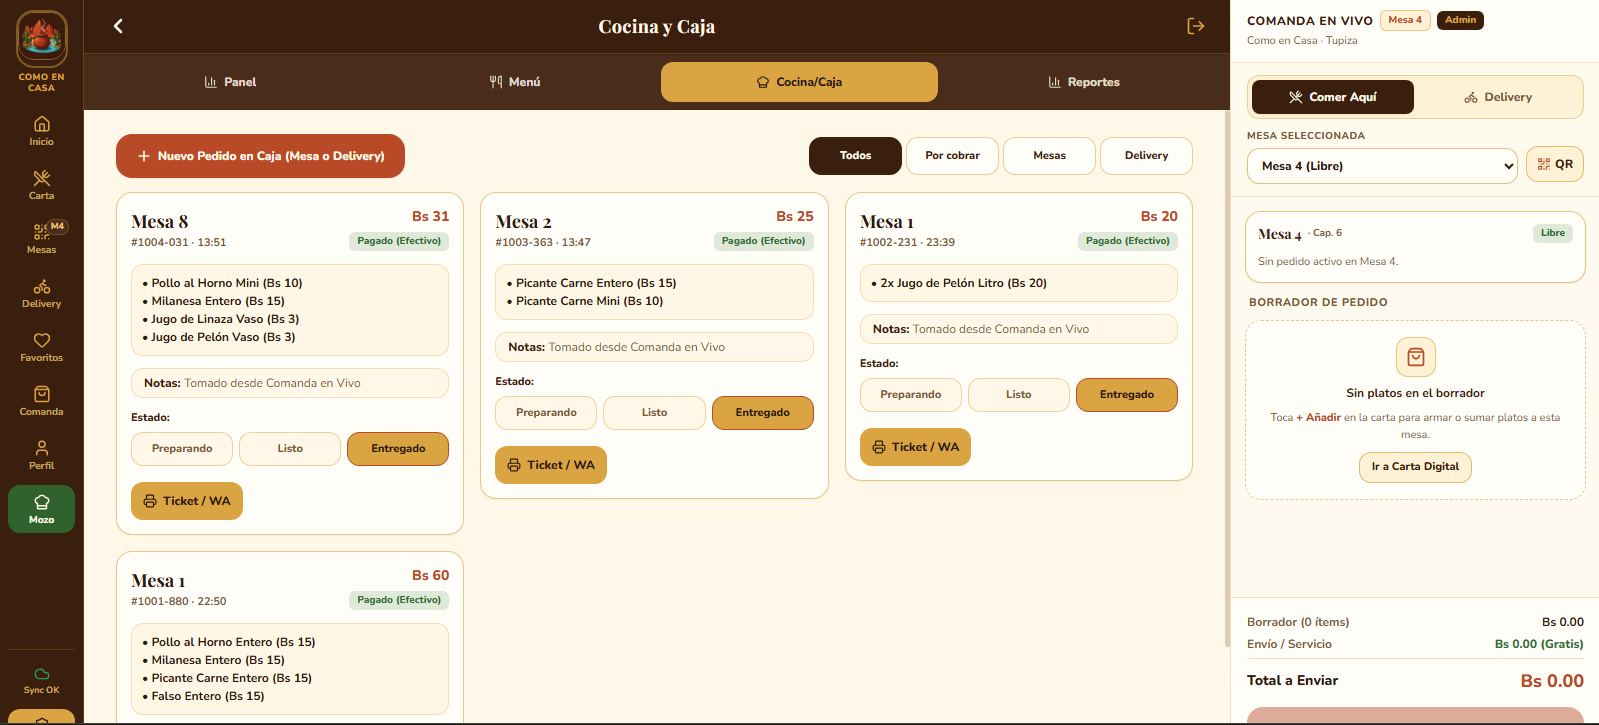 COMO EN
CASA
Inicio
Carta
M4
Mesas
Delivery
Favoritos
Comanda
Perfil
Mozo
Sync OK
Cocina y Caja
Panel
Menú
Cocina/Caja
Reportes
+ Nuevo Pedido en Caja (Mesa o Delivery)
Todos
Por cobrar
Mesas
Delivery
Mesa 8
Bs 31
#1004-031 · 13:51
Pagado (Efectivo)
• Pollo al Horno Mini (Bs 10)
• Milanesa Entero (Bs 15)
• Jugo de Linaza Vaso (Bs 3)
• Jugo de Pelón Vaso (Bs 3)
Notas: Tomado desde Comanda en Vivo
Estado:
Preparando
Listo
Entregado
Ticket / WA
Mesa 2
Bs 25
#1003-363 · 13:47
Pagado (Efectivo)
• Picante Carne Entero (Bs 15)
• Picante Carne Mini (Bs 10)
Notas: Tomado desde Comanda en Vivo
Estado:
Preparando
Listo
Entregado
Ticket / WA
Mesa 1
Bs 20
#1002-231 · 23:39
Pagado (Efectivo)
• 2x Jugo de Pelón Litro (Bs 20)
Notas: Tomado desde Comanda en Vivo
Estado:
Preparando
Listo
Entregado
Ticket / WA
Mesa 1
Bs 60
#1001-880 · 22:50
Pagado (Efectivo)
• Pollo al Horno Entero (Bs 15)
• Milanesa Entero (Bs 15)
• Picante Carne Entero (Bs 15)
• Falso Entero (Bs 15)
COMANDA EN VIVO
Mesa 4
Admin
Como en Casa · Tupiza
Comer Aquí
Delivery
MESA SELECCIONADA
Mesa 4 (Libre)
QR
Mesa 4 · Cap. 6
Libre
Sin pedido activo en Mesa 4.
BORRADOR DE PEDIDO
Sin platos en el borrador
Toca + Añadir en la carta para armar o sumar platos a esta
mesa.
Ir a Carta Digital
Borrador (0 ítems)
Bs 0.00
Envío / Servicio
Bs 0.00 (Gratis)
Total a Enviar
Bs 0.00